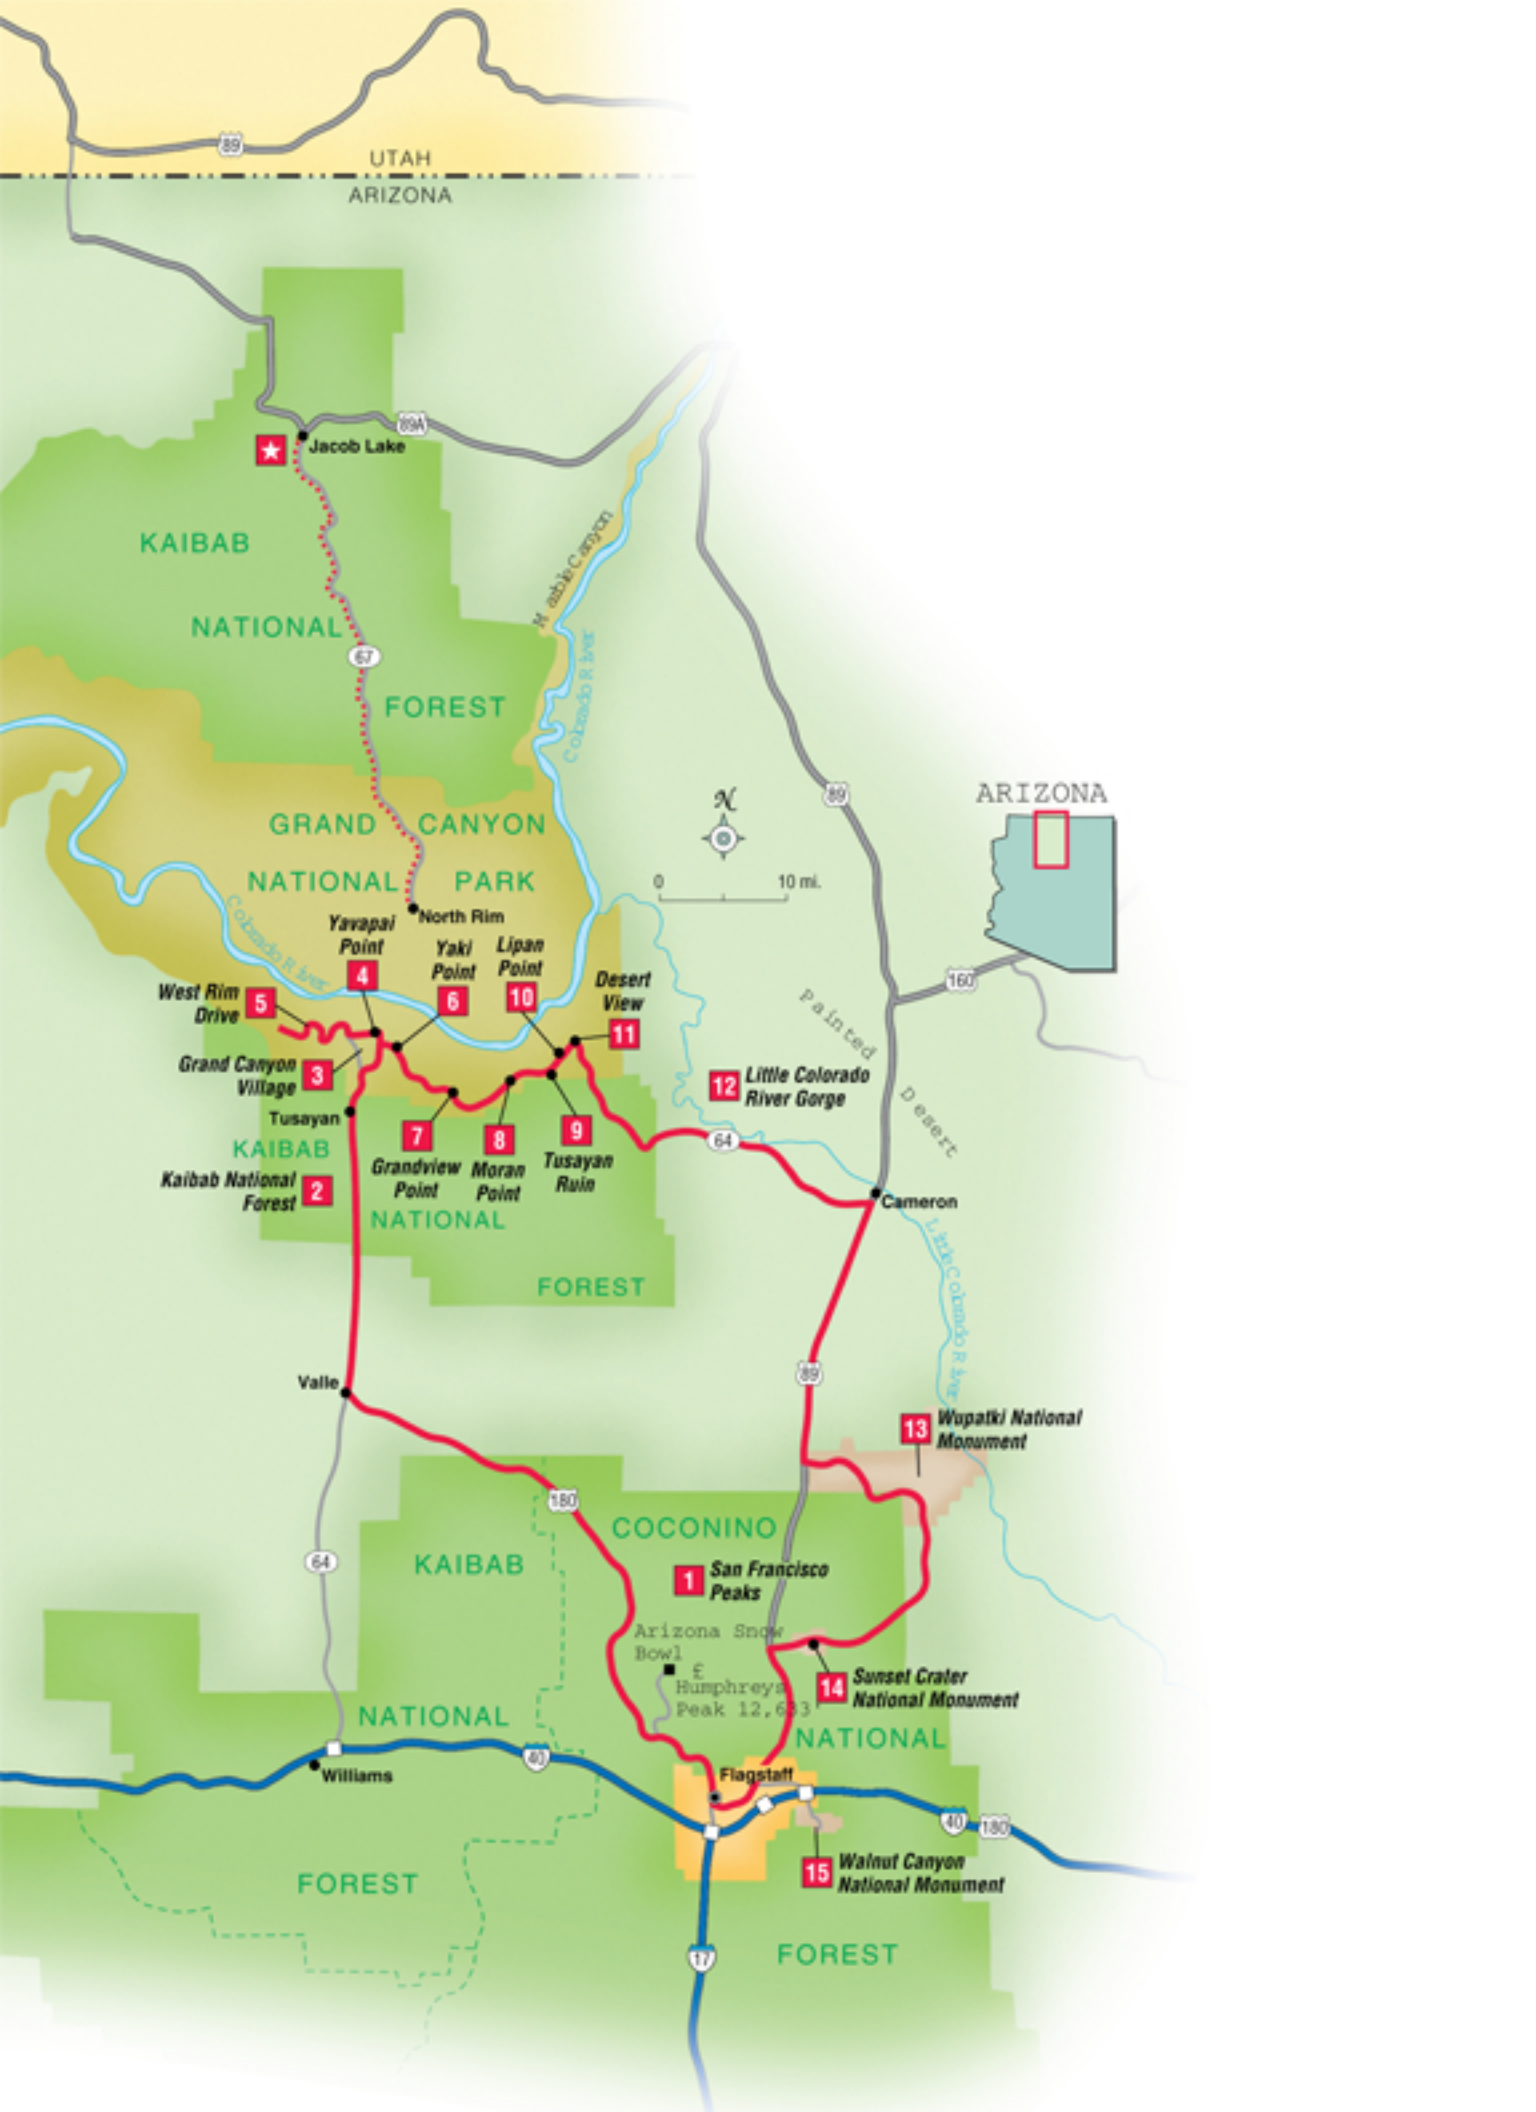 89
UTAH
ARIZONA
89A
Jacob Lake
KAIBAB
Marble Canyon
NATIONAL
67
Colorado River
FOREST
ARIZONA
89
N
GRAND CANYON
0 10 mi.
NATIONAL PARK
North Rim
Yavapai
Point
4
Colorado River
Yaki
Point
6
Lipan
Point
10
Desert
View
11
160
West Rim
Drive
5
Painted
Desert
Grand Canyon
Village
3
12
Little Colorado
River Gorge
Tusayan
KAIBAB
7
Grandview
Point
8
Moran
Point
9
Tusayan
Ruin
64
Kaibab National
Forest
2
NATIONAL
Cameron
FOREST
Little Colorado River
89
Valle
13
Wupatki National
Monument
180
COCONINO
64
KAIBAB
1
San Francisco
Peaks
Arizona Snow
Bowl
£
Humphreys
Peak 12,633
14
Sunset Crater
National Monument
NATIONAL
NATIONAL
40
Williams
Flagstaff
40
180
15
Walnut Canyon
National Monument
FOREST
17
FOREST